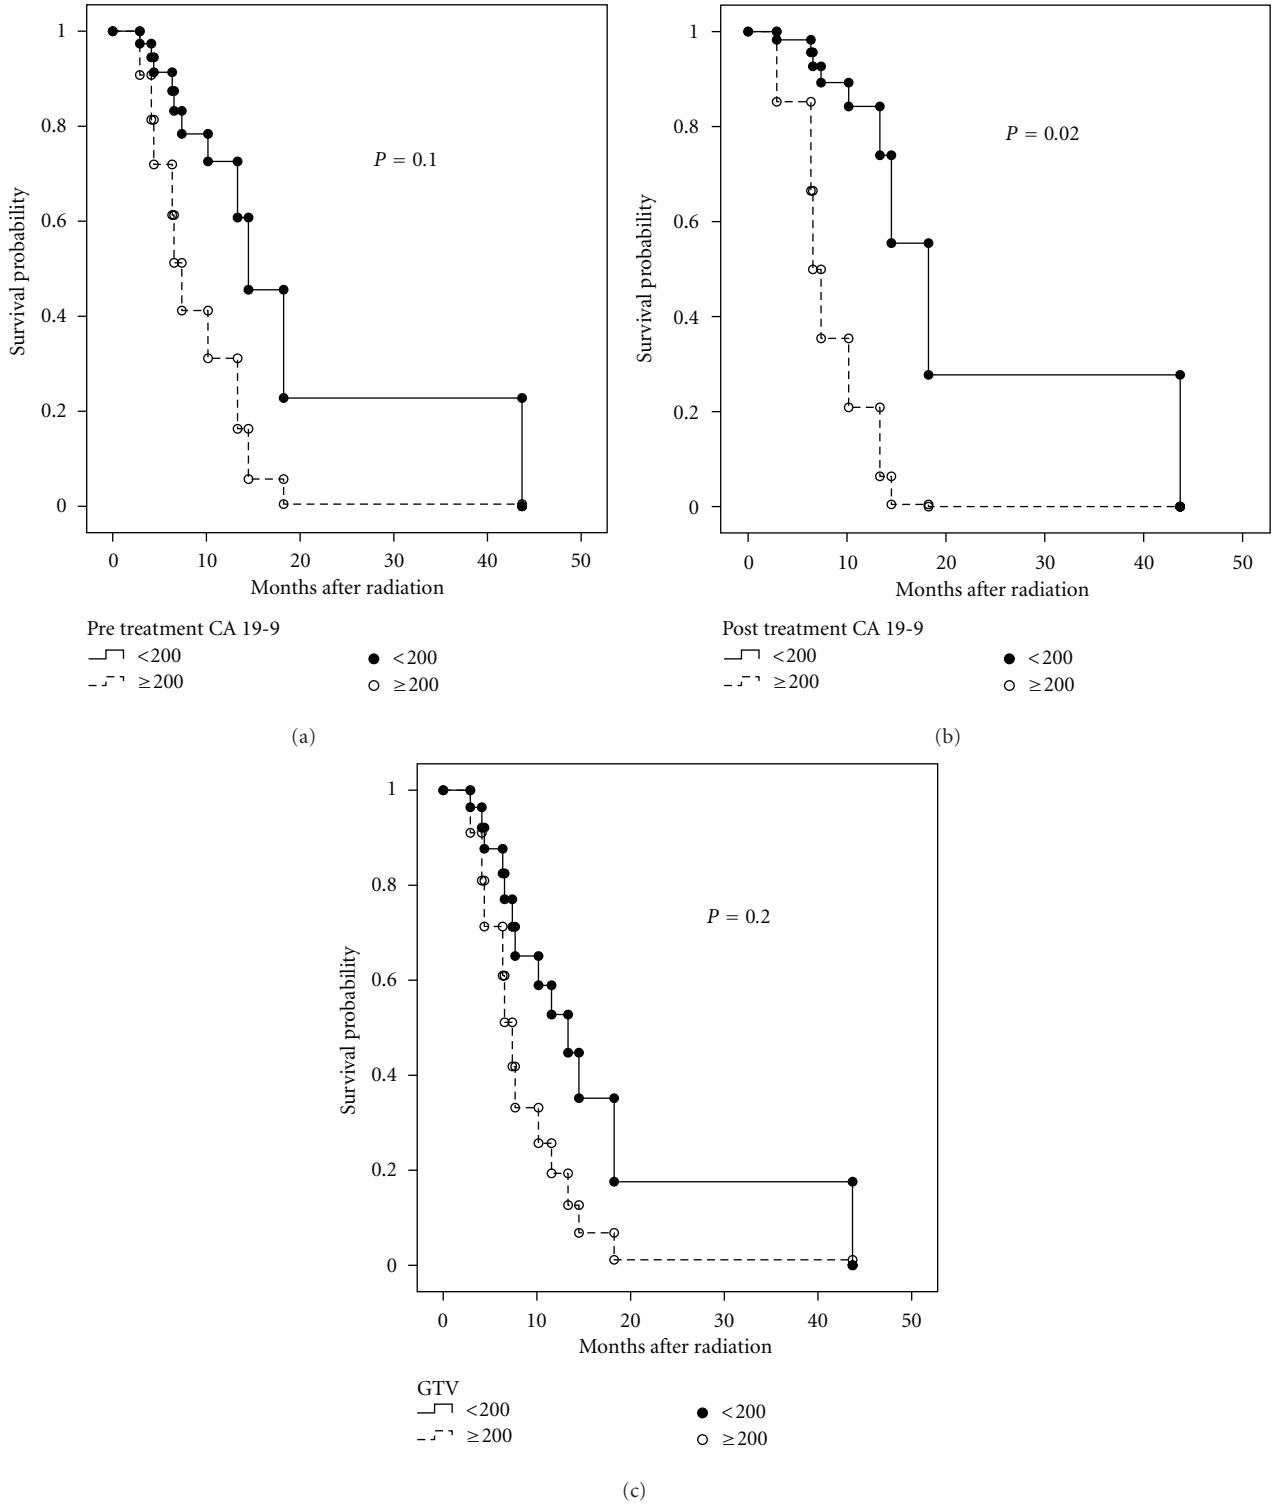 1
0.8
0.6
0.4
0.2
0
Survival probability
P = 0.1
0 10 20 30 40 50
Months after radiation
Pre treatment CA 19-9
<200 <200
≥200 ≥200
(a)
1
0.8
0.6
0.4
0.2
0
Survival probability
P = 0.02
0 10 20 30 40 50
Months after radiation
Post treatment CA 19-9
<200 <200
≥200 ≥200
(b)
1
0.8
0.6
0.4
0.2
0
Survival probability
P = 0.2
0 10 20 30 40 50
Months after radiation
GTV
<200 <200
≥200 ≥200
(c)